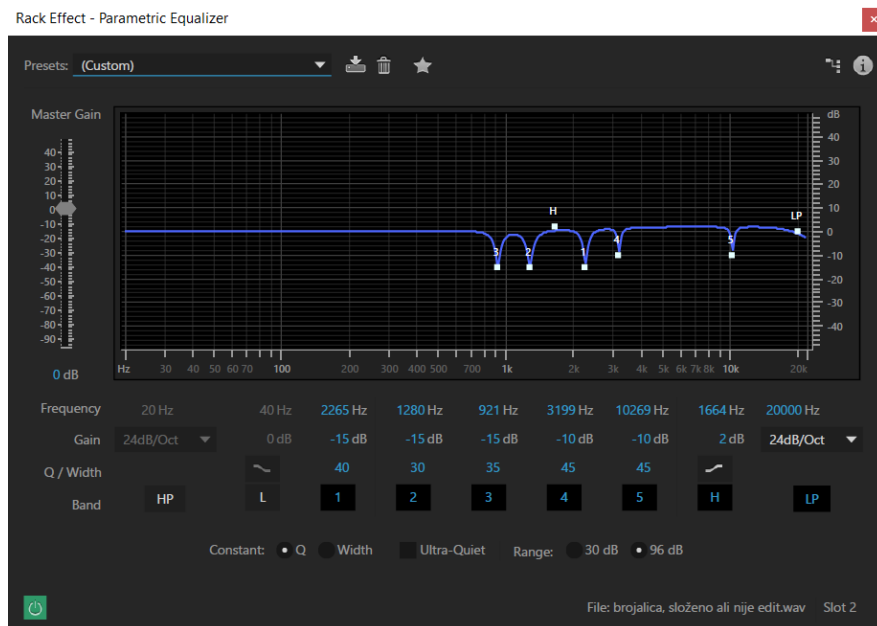 Rack Effect - Parametric Equalizer
×
Presets: (Custom)
Master Gain
dB
40
30
20
10
0
-10
-20
-30
-40
-50
-60
-70
-80
-90
0 dB
H
LP
3 2 1 4 5
40
30
20
10
0
-10
-20
-30
-40
Hz 30 40 50 60 70 100 200 300 400 500 700 1k 2k 3k 4k 5k 6k 7k 8k 10k 20k
Frequency 20 Hz 40 Hz 2265 Hz 1280 Hz 921 Hz 3199 Hz 10269 Hz 1664 Hz 20000 Hz
Gain 24dB/Oct 0 dB -15 dB -15 dB -15 dB -10 dB -10 dB 2 dB 24dB/Oct
Q / Width 40 30 35 45 45
Band HP L 1 2 3 4 5 H LP
Constant: Q Width Ultra-Quiet Range: 30 dB 96 dB
File: brojalica, složeno ali nije edit.wav Slot 2